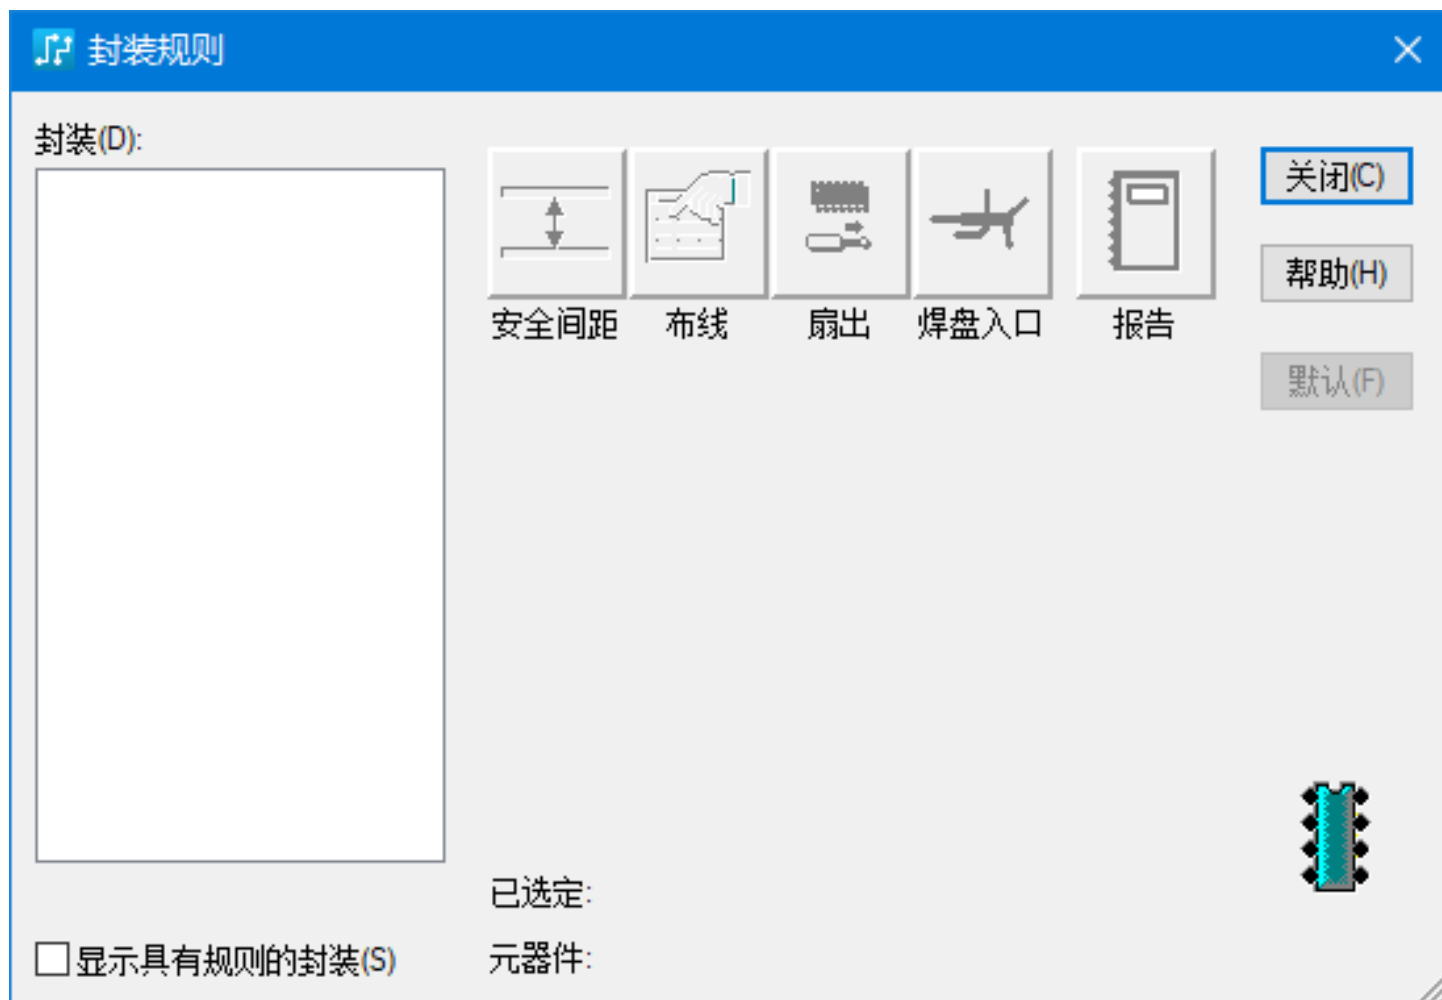 封装规则
封装(D):
安全间距 布线 扇出 焊盘入口 报告
关闭(C)
帮助(H)
默认(F)
已选定:
元器件:
显示具有规则的封装(S)